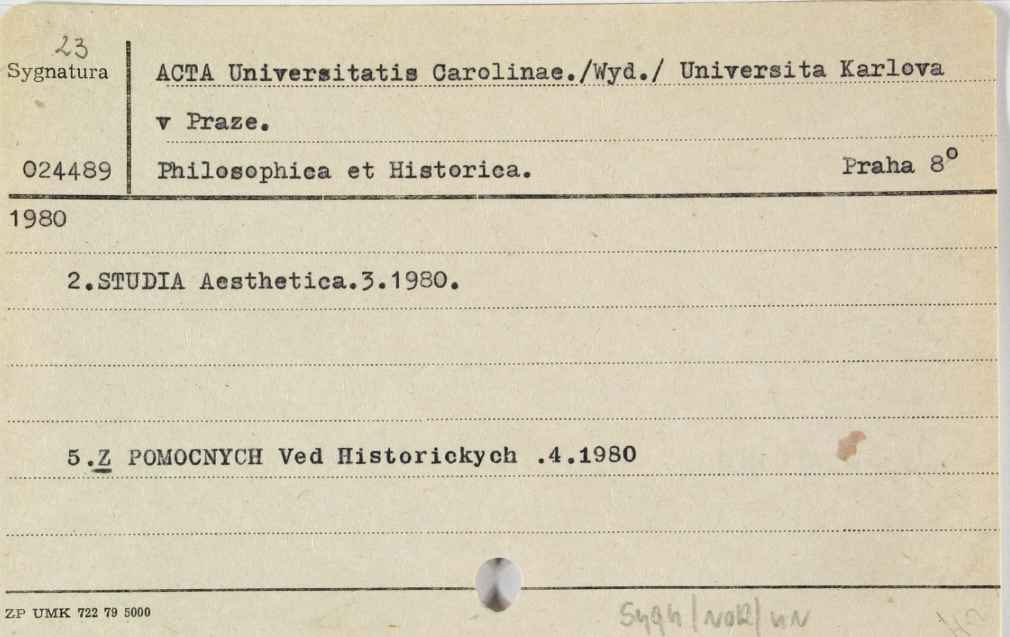 23
Sygnatura
ACTA Universitatis Carolinae./Wyd./ Universita Karlova
v Praze.
024489 Philosophica et Historica. Praha 8°
1980
2.STUDIA Aesthetica.3.1980.
5.Z POMOCNYCH Ved Historickych .4.1980
ZP UMK 722 79 5000